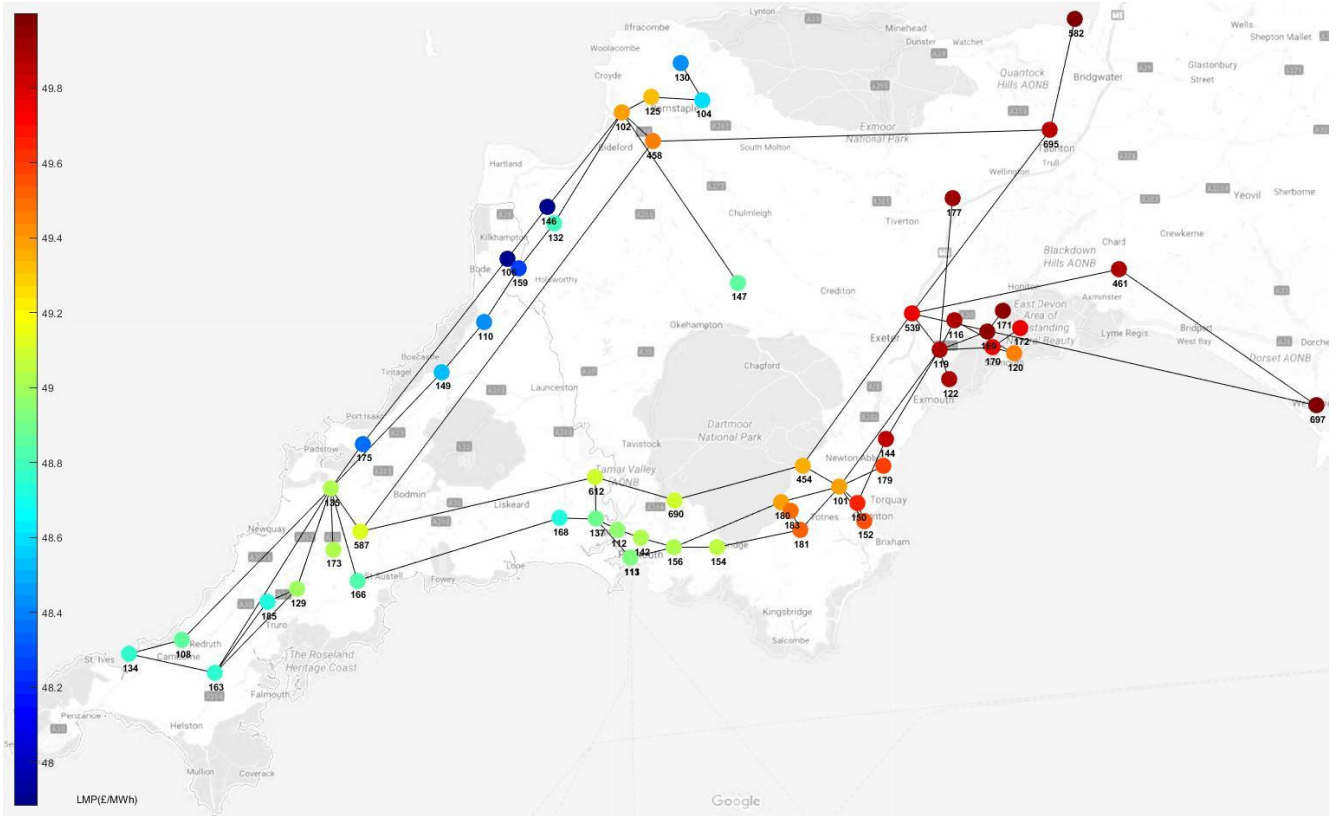 Lynton
Ilfracombe
Minehead
Woolacombe
Dunster
Watchet
582
Wells
Shepton Mallet
Croyde
130
Quantock
Hills AONB
Bridgwater
Glastonbury
Street
49.8
125
104
102
Exmoor
National Park
695
Taunton
Bideford
458
South Molton
Trull
Hartland
Wellington
Yeovil
Sherborne
177
146
Chulmleigh
Tiverton
49.6
132
Kilkhampton
Blackdown
Hills AONB
Chard
Crewkerne
106
Bude
159
Holsworthy
461
147
Crediton
Honiton
East Devon
Area of
Axminster
110
Okehampton
539
116
171
172
Lyme Regis
Bridport
West Bay
Exeter
169
49.4
Boscastle
119
170
120
Dorset AONB
Tintagel
149
Chagford
Launceston
122
Exmouth
697
Port Isaac
Dartmoor
National Park
49.2
175
Tavistock
144
Padstow
Newton Abbot
454
179
Tamar Valley
AONB
612
135
Bodmin
101
690
Torquay
Liskeard
180
150
49
Newquay
168
137
183
Totnes
152
587
112
181
142
Brixham
173
113
156
154
St Austell
Fowey
Looe
166
48.8
129
185
Kingsbridge
Truro
108
Redruth
Salcombe
St. Ives
134
Camborne
The Roseland
Heritage Coast
163
48.6
Falmouth
Penzance
Helston
48.4
Mullion
Coverack
48.2
48
LMP(£/MWh)
Google